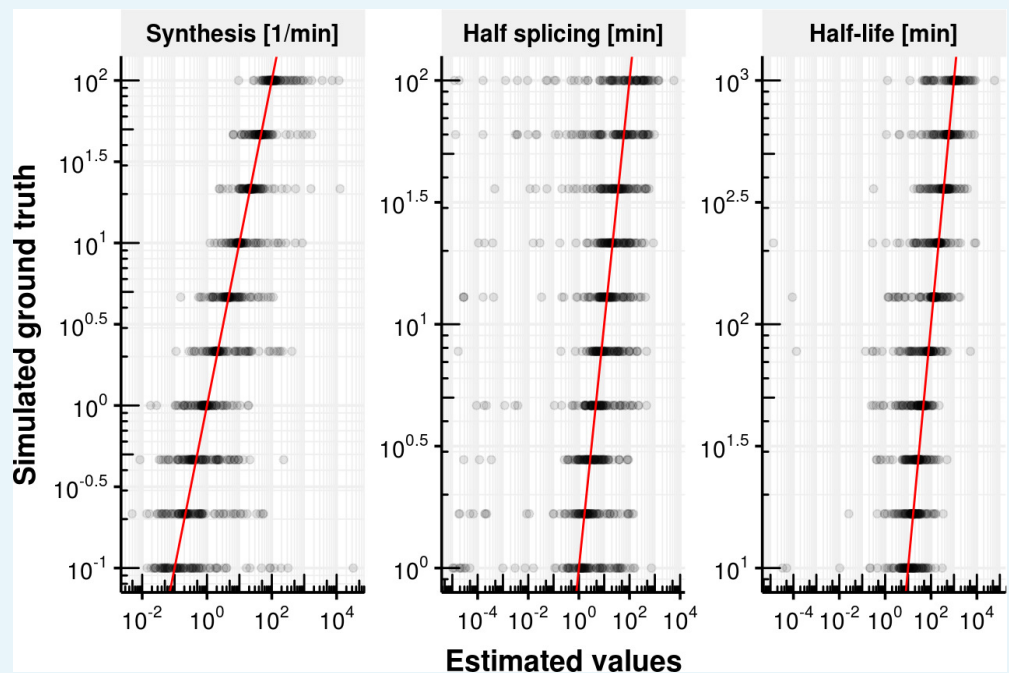 Synthesis [1/min] Half splicing [min] Half-life [min]
Simulated ground truth
10^2
10^1.5
10^1
10^0.5
10^0
10^-0.5
10^-1
10^-2 10^0 10^2 10^4
10^2
10^1.5
10^1
10^0.5
10^0
10^-4 10^-2 10^0 10^2 10^4
10^3
10^2.5
10^2
10^1.5
10^1
10^-4 10^-2 10^0 10^2 10^4
Estimated values